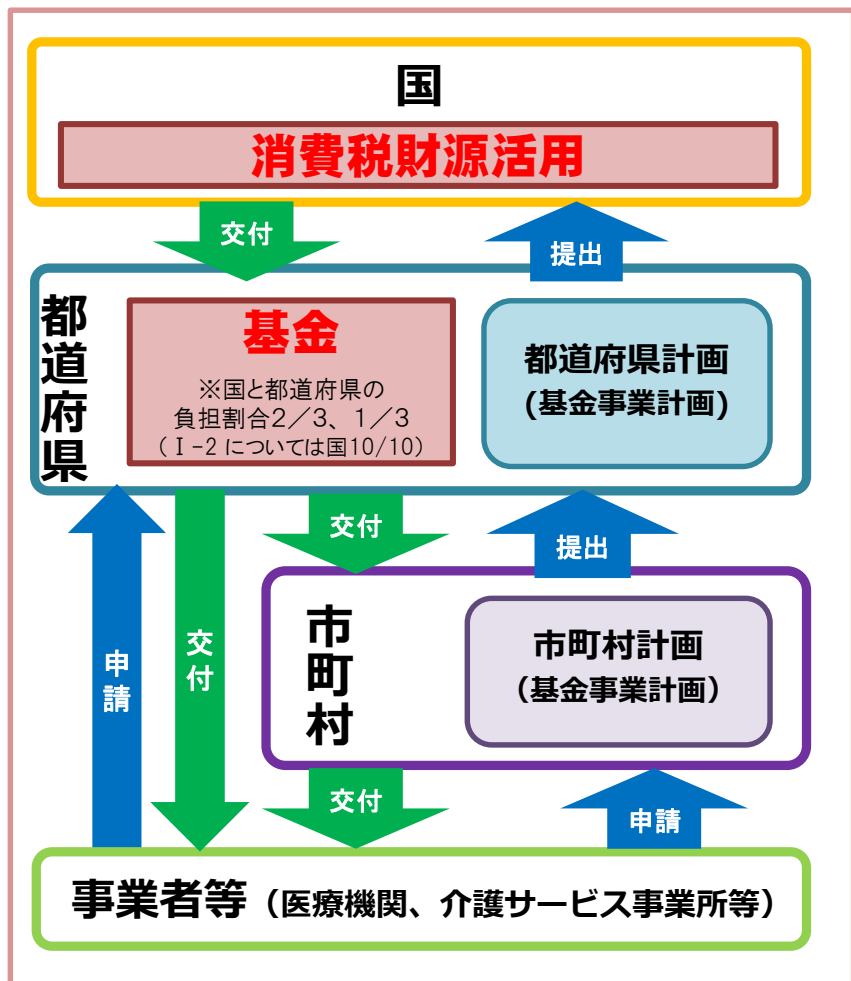 国
消費税財源活用
交付
提出
都道府県
基金
※国と都道府県の
負担割合2/3、1/3
(Ⅰ-2 については国10/10)
都道府県計画
(基金事業計画)
交付
提出
申請
交付
市町村
市町村計画
(基金事業計画)
交付
申請
事業者等(医療機関、介護サービス事業所等)